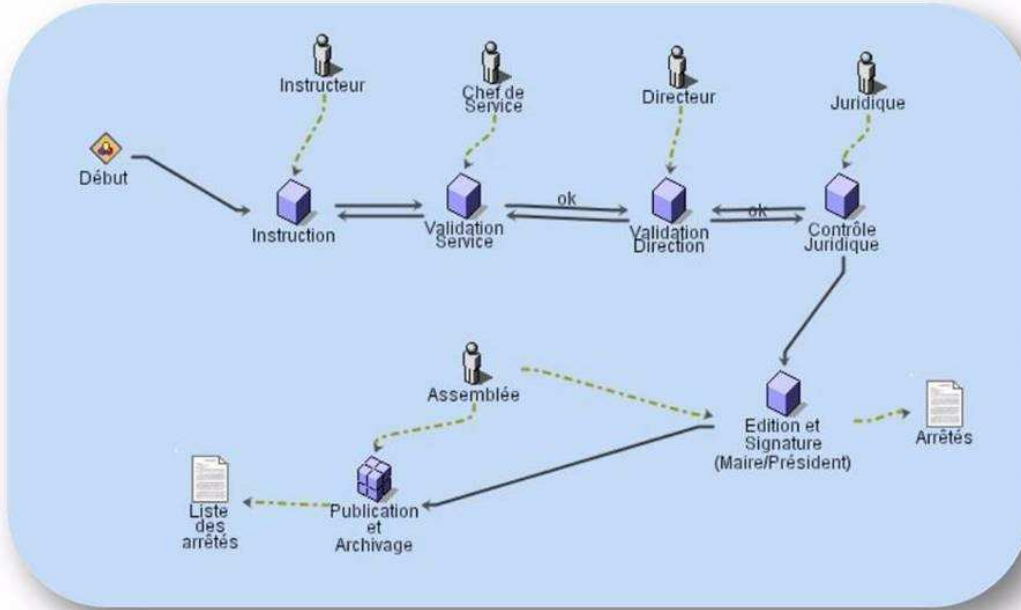 Instructeur
Chef de
Service
Directeur
Juridique
Début
ok
ok
Instruction
Validation
Service
Validation
Direction
Contrôle
Juridique
Assemblée
Edition et
Signature
(Maire/Président)
Arrêtés
Liste
des
arrêtés
Publication
et
Archivage